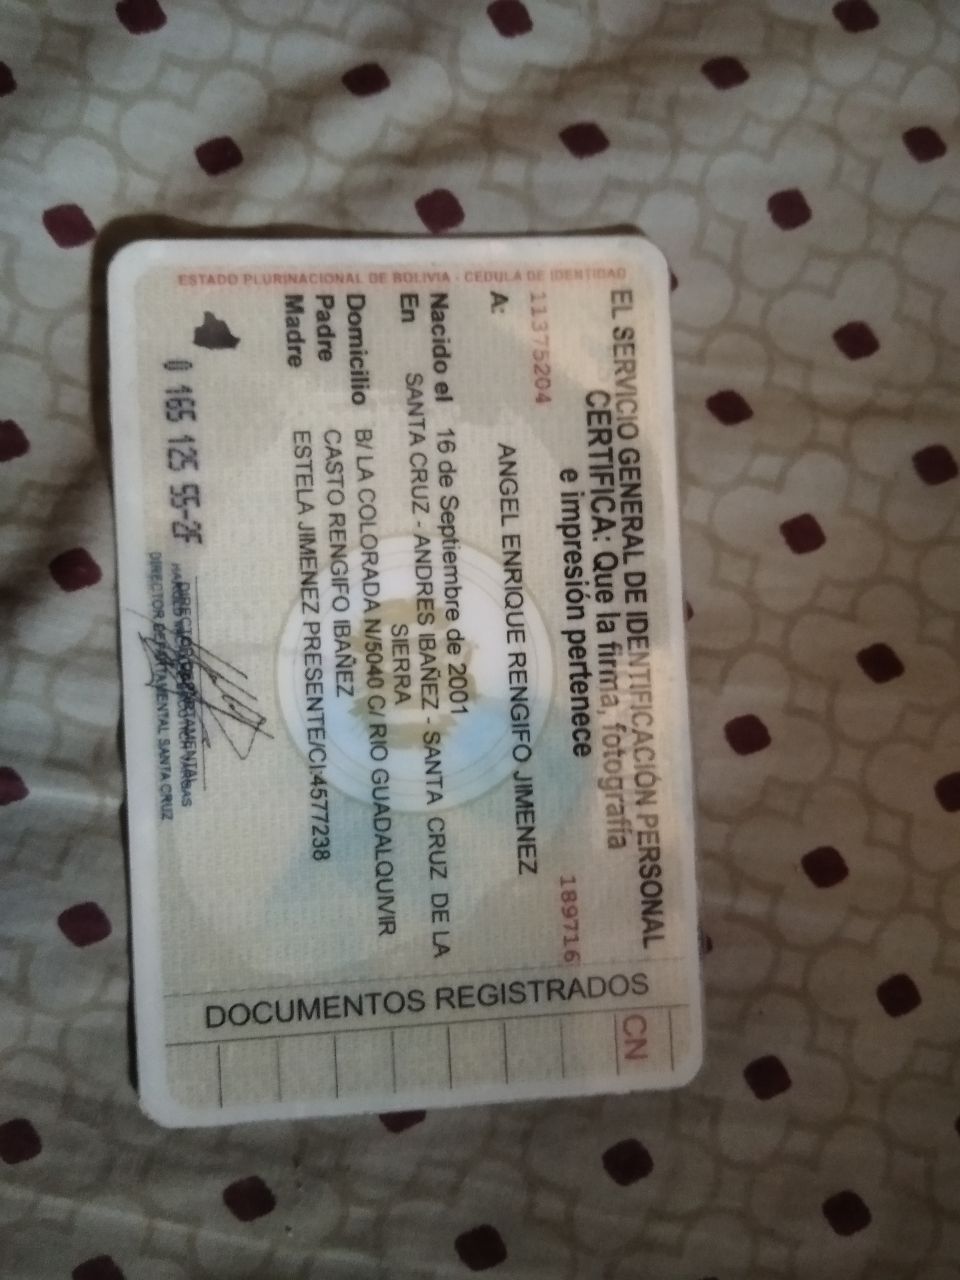 ESTADO PLURINACIONAL DE BOLIVIA - CEDULA DE IDENTIDAD
EL SERVICIO GENERAL DE IDENTIFICACIÓN PERSONAL
CERTIFICA: Que la firma, fotografía
e impresión pertenece
11375204
189716
A: ANGEL ENRIQUE RENGIFO JIMENEZ
Nacido el 16 de Septiembre de 2001
En SANTA CRUZ - ANDRES IBAÑEZ - SANTA CRUZ DE LA
SIERRA
Domicilio B/ LA COLORADA N/5040 C/ RIO GUADALQUIVIR
Padre CASTO RENGIFO IBAÑEZ
Madre ESTELA JIMENEZ PRESENTE/CI:4577238
0 165 125 55-2F
DIRECTOR DEPARTAMENTAL SANTA CRUZ
DOCUMENTOS REGISTRADOS
CN